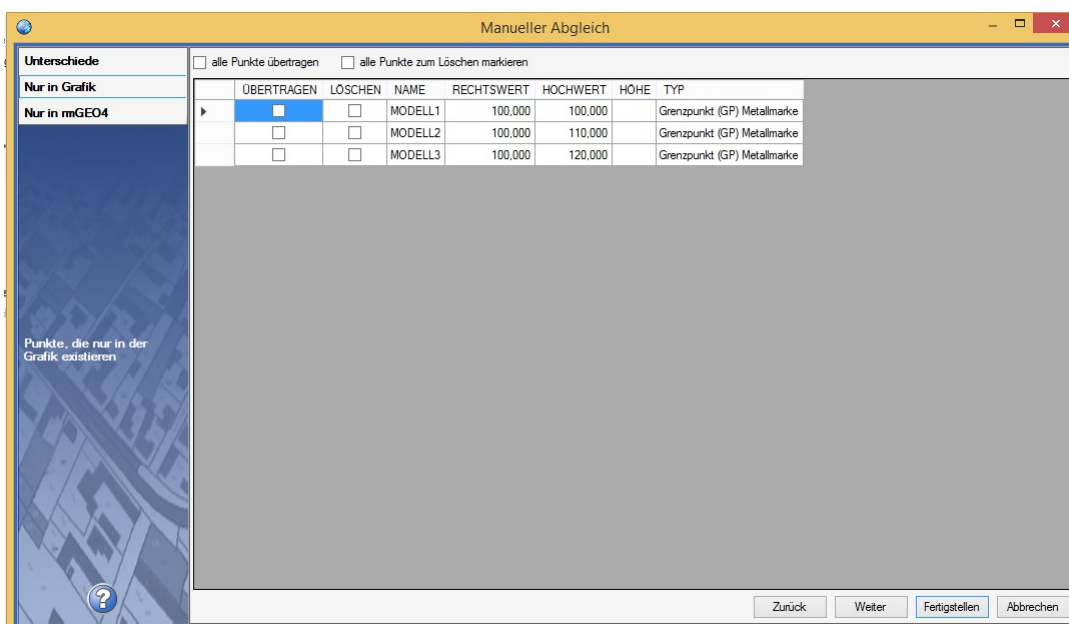 Manueller Abgleich
Unterschiede
Nur in Grafik
Nur in rmGEO4
Punkte, die nur in der
Grafik existieren
alle Punkte übertragen alle Punkte zum Löschen markieren
ÜBERTRAGEN LÖSCHEN NAME RECHTSWERT HOCHWERT HÖHE TYP
MODELL1 100,000 100,000 Grenzpunkt (GP) Metallmarke
MODELL2 100,000 110,000 Grenzpunkt (GP) Metallmarke
MODELL3 100,000 120,000 Grenzpunkt (GP) Metallmarke
?
Zurück Weiter Fertigstellen Abbrechen